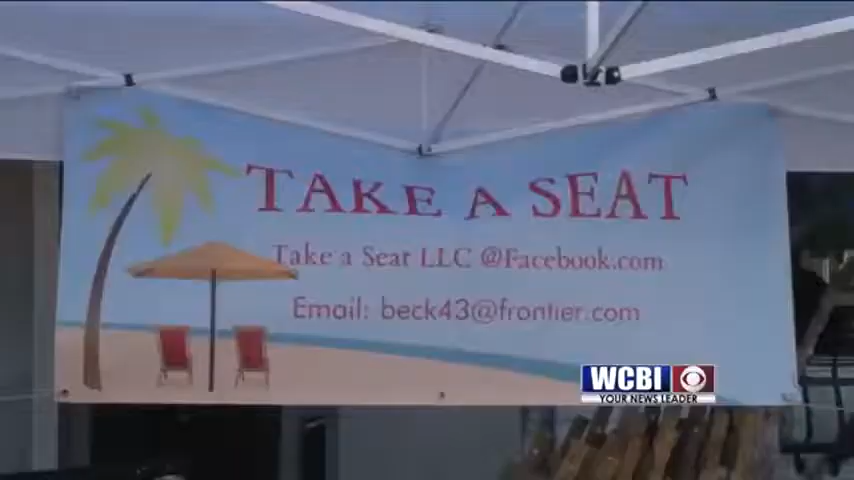 TAKE A SEAT
Take a Seat LLC @Facebook.com
Email: beck43@frontier.com
WCBI
YOUR NEWS LEADER